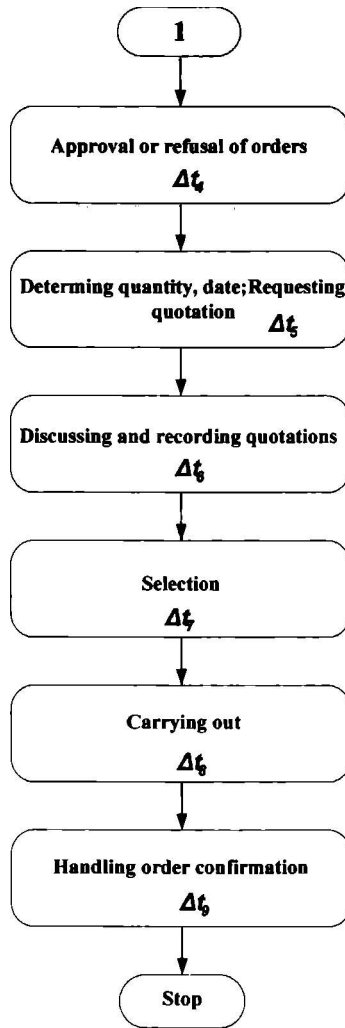 1
Approval or refusal of orders
Δt₄
Determing quantity, date;Requesting
quotation Δt₅
Discussing and recording quotations
Δt₆
Selection
Δt₇
Carrying out
Δt₈
Handling order confirmation
Δt₉
Stop